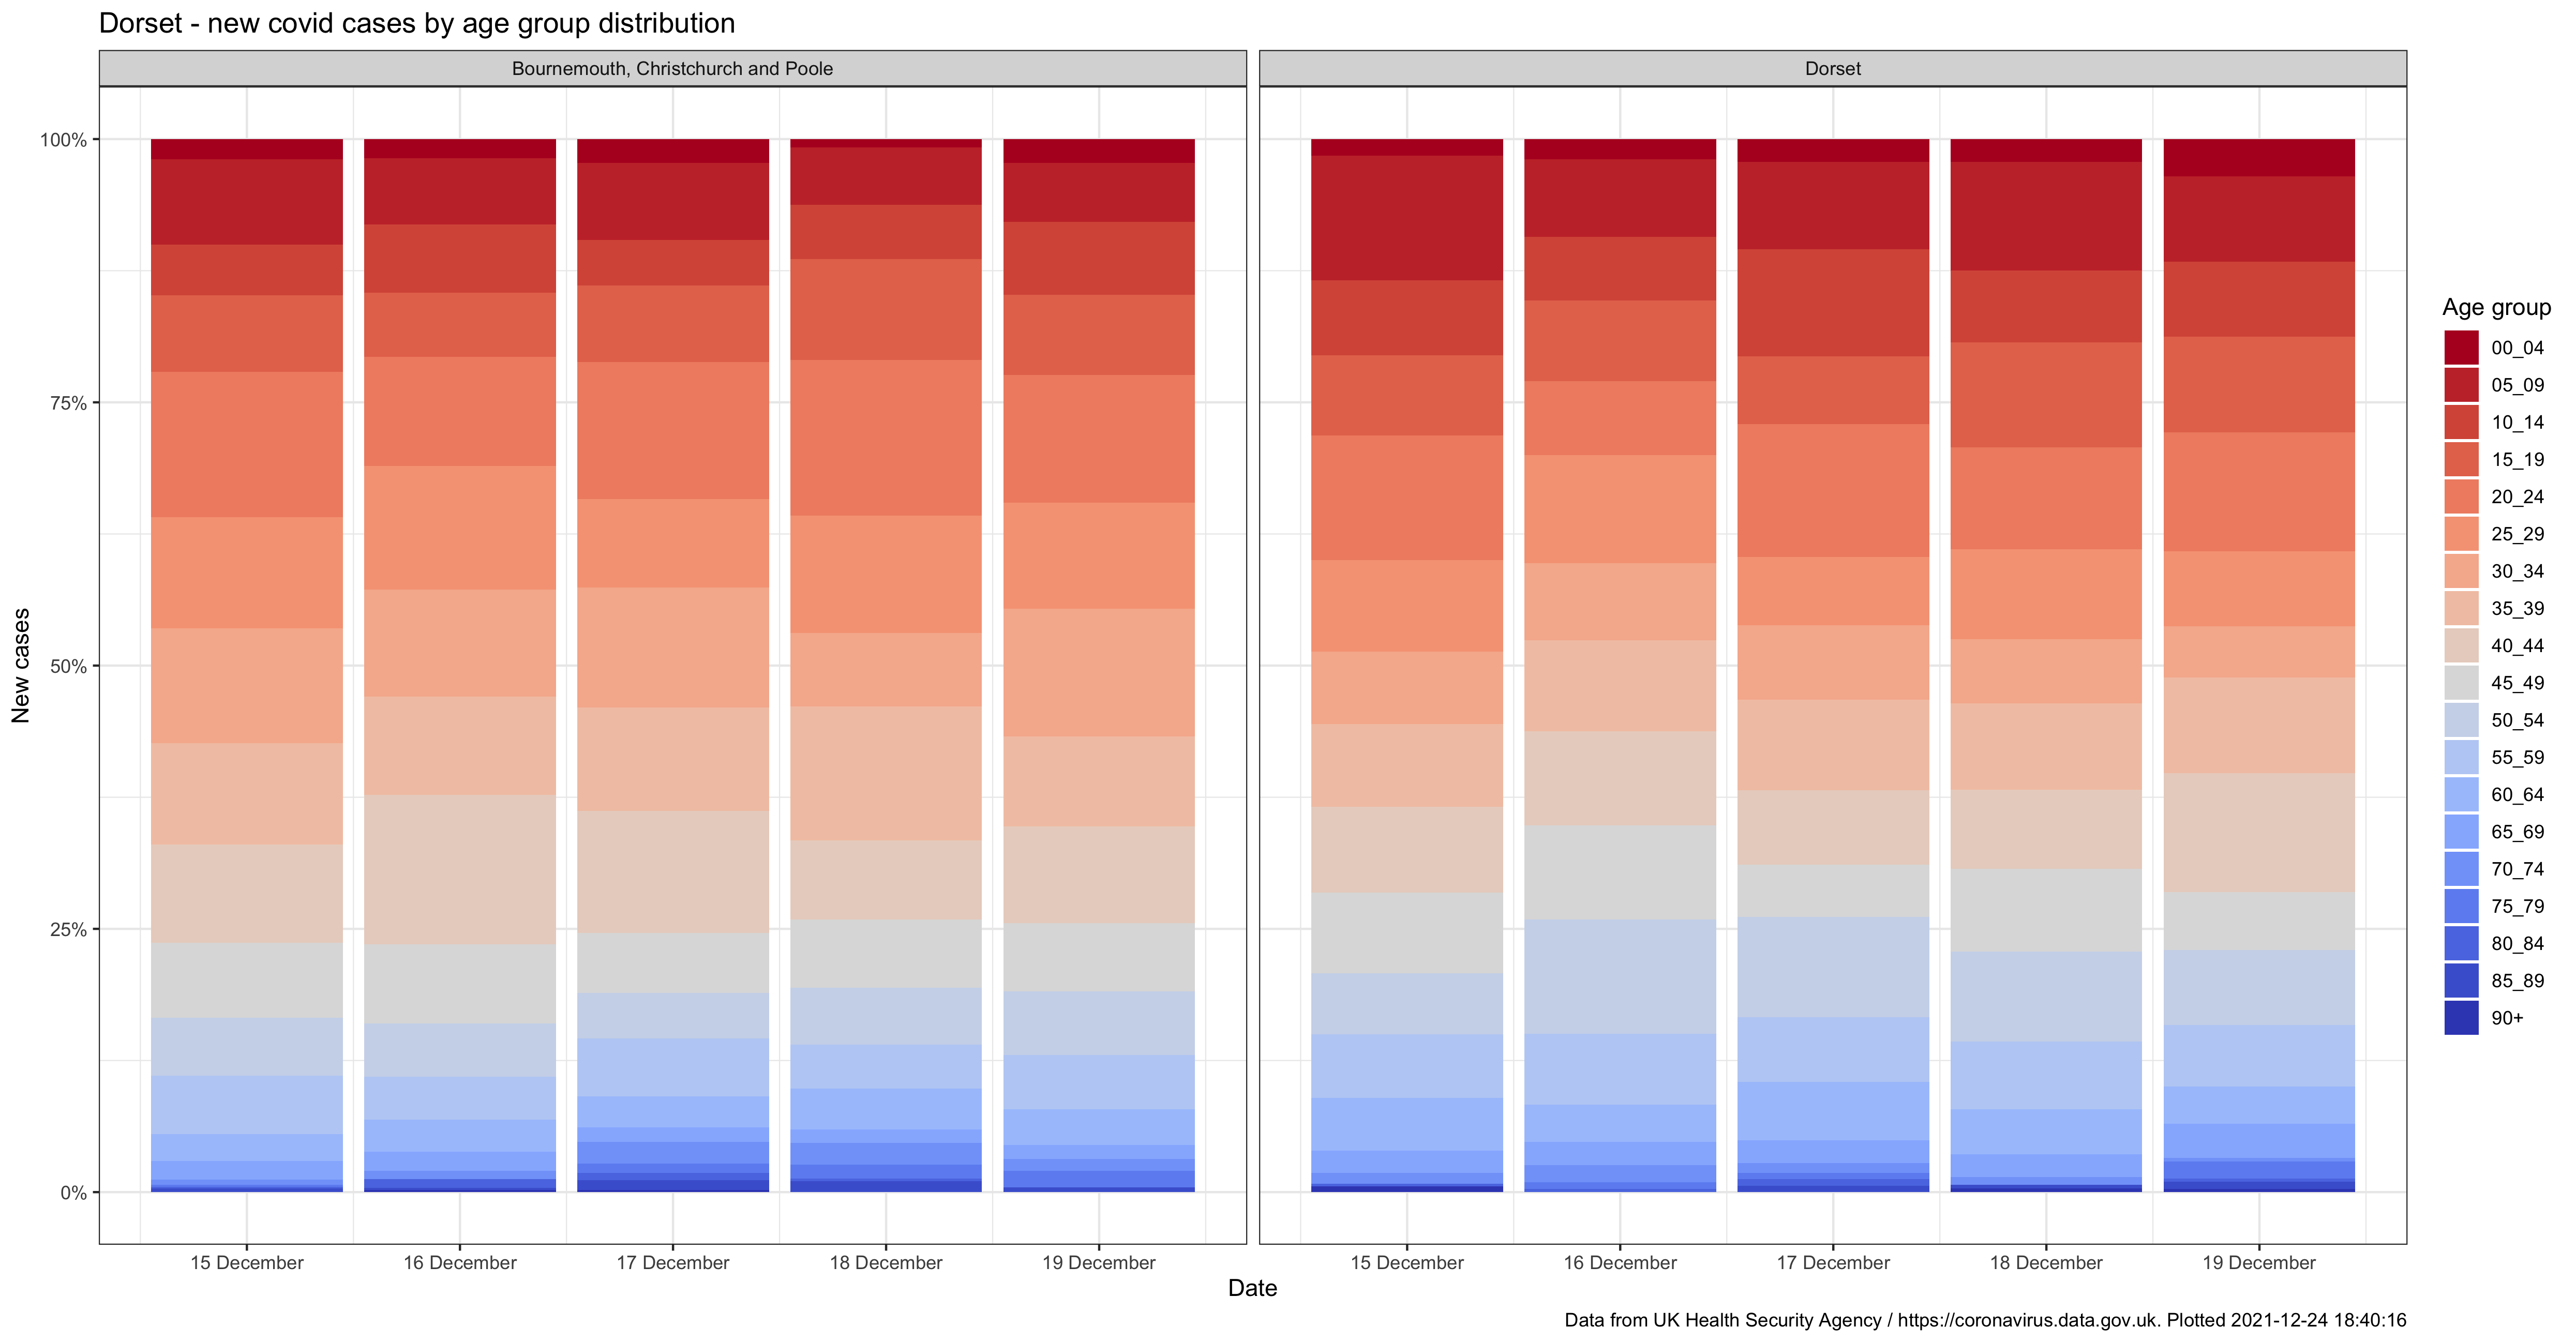 Dorset - new covid cases by age group distribution
Bournemouth, Christchurch and Poole
Dorset
100%
75%
50%
25%
0%
New cases
15 December
16 December
17 December
18 December
19 December
15 December
16 December
17 December
18 December
19 December
Date
Age group
00_04
05_09
10_14
15_19
20_24
25_29
30_34
35_39
40_44
45_49
50_54
55_59
60_64
65_69
70_74
75_79
80_84
85_89
90+
Data from UK Health Security Agency / https://coronavirus.data.gov.uk. Plotted 2021-12-24 18:40:16